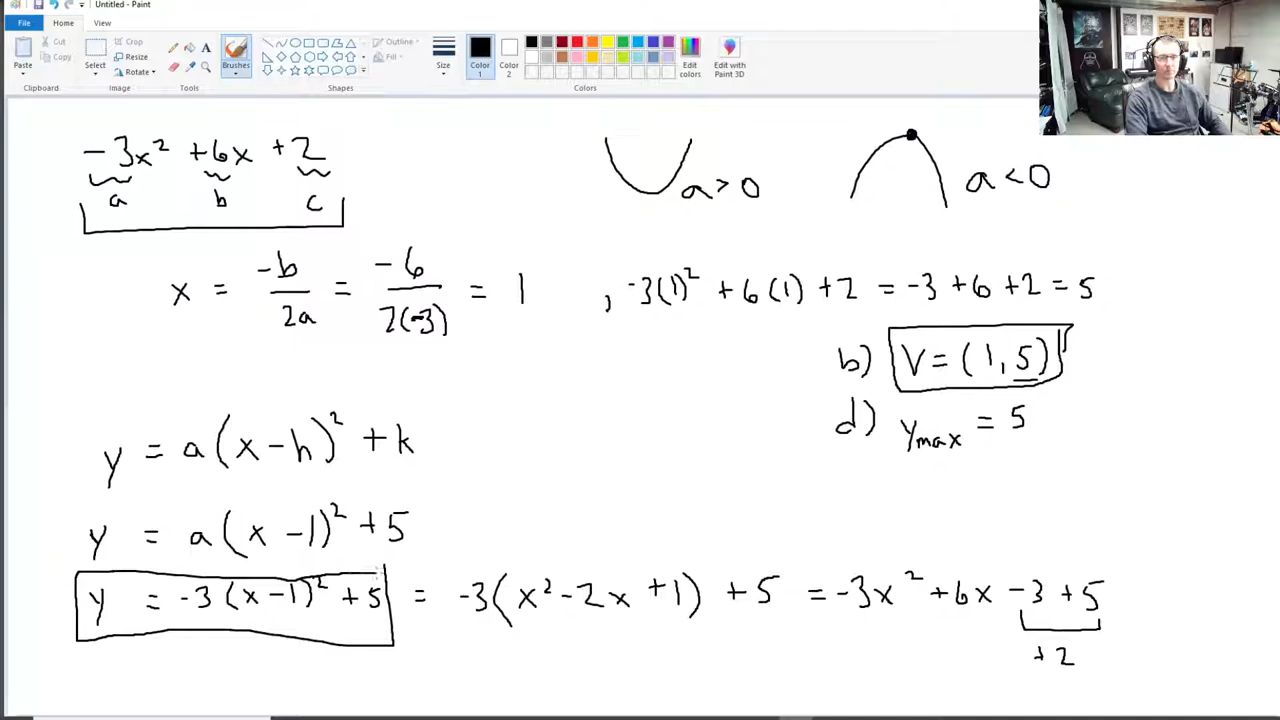 Untitled - Paint
File Home View
Paste Cut Copy Select Crop Resize Rotate Brushes Outline Fill Size Color 1 Color 2 Edit colors Edit with Paint 3D
Clipboard Image Tools Shapes Colors
-3x² +6x +2
a b c
a > 0
a < 0
x = -b/2a = -6/2(-3) = 1 , -3(1)² + 6(1) + 2 = -3 + 6 + 2 = 5
b) V = (1, 5)
d) ymax = 5
y = a(x-h)² + k
y = a(x-1)² + 5
y = -3(x-1)² + 5 = -3(x² - 2x + 1) + 5 = -3x² + 6x - 3 + 5
+2